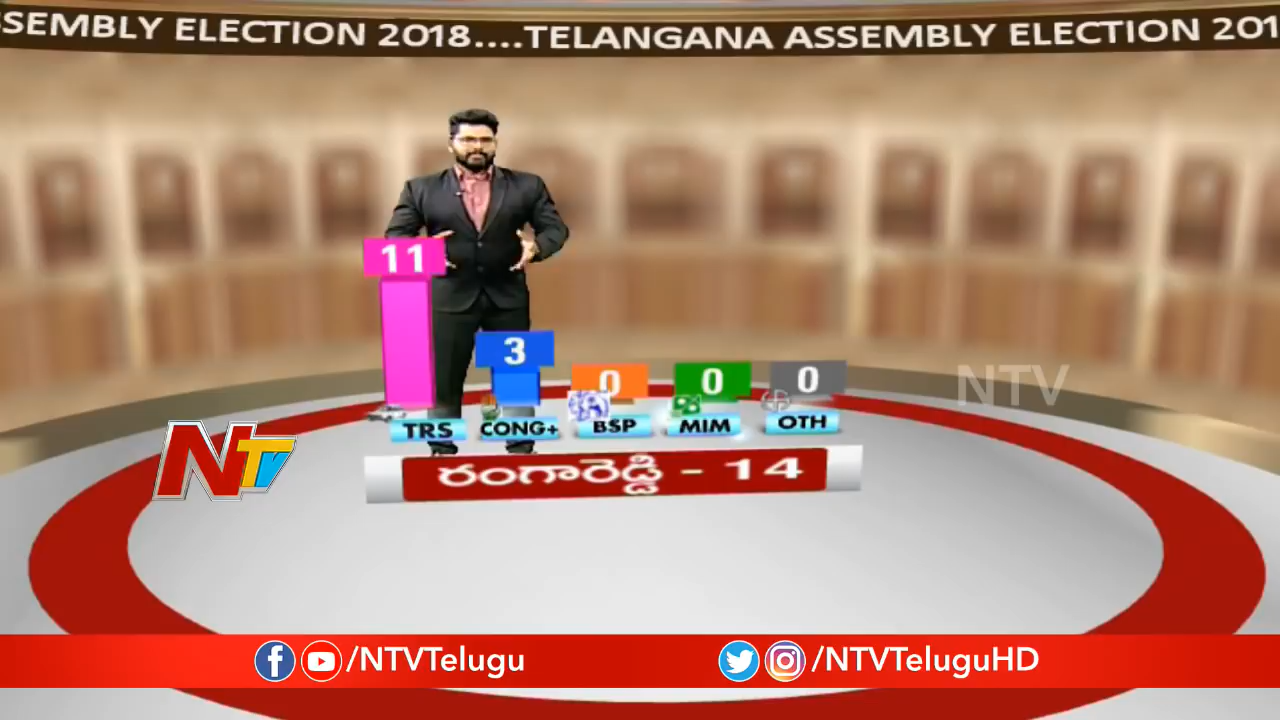 SSEMBLY ELECTION 2018....TELANGANA ASSEMBLY ELECTION 201
11
3
0
0
0
TRS
CONG+
BSP
MIM
OTH
NTV
NTV
రంగారెడ్డి - 14
/NTVTelugu
/NTVTeluguHD